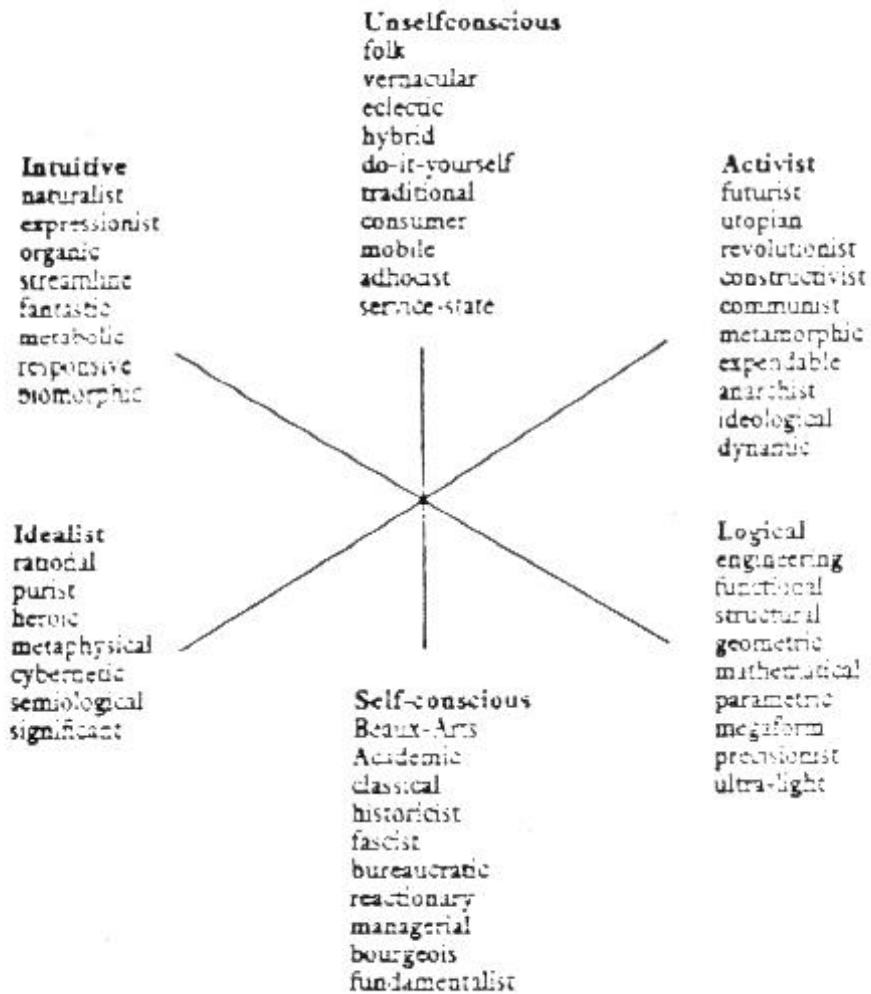 Unselfconscious
folk
vernacular
eclectic
hybrid
do-it-yourself
traditional
consumer
mobile
adhocist
service-state
Intuitive
naturalist
expressionist
organic
streamline
fantastic
metabolic
responsive
biomorphic
Activist
futurist
utopian
revolutionist
constructivist
communist
metamorphic
expendable
anarchist
ideological
dynamic
Idealist
rational
purist
heroic
metaphysical
cybernetic
semiological
significant
Logical
engineering
functional
structural
geometric
mathematical
parametric
megaform
precisionist
ultra-light
Self-conscious
Beaux-Arts
Academic
classical
historicist
fascist
bureaucratic
reactionary
managerial
bourgeois
fundamentalist